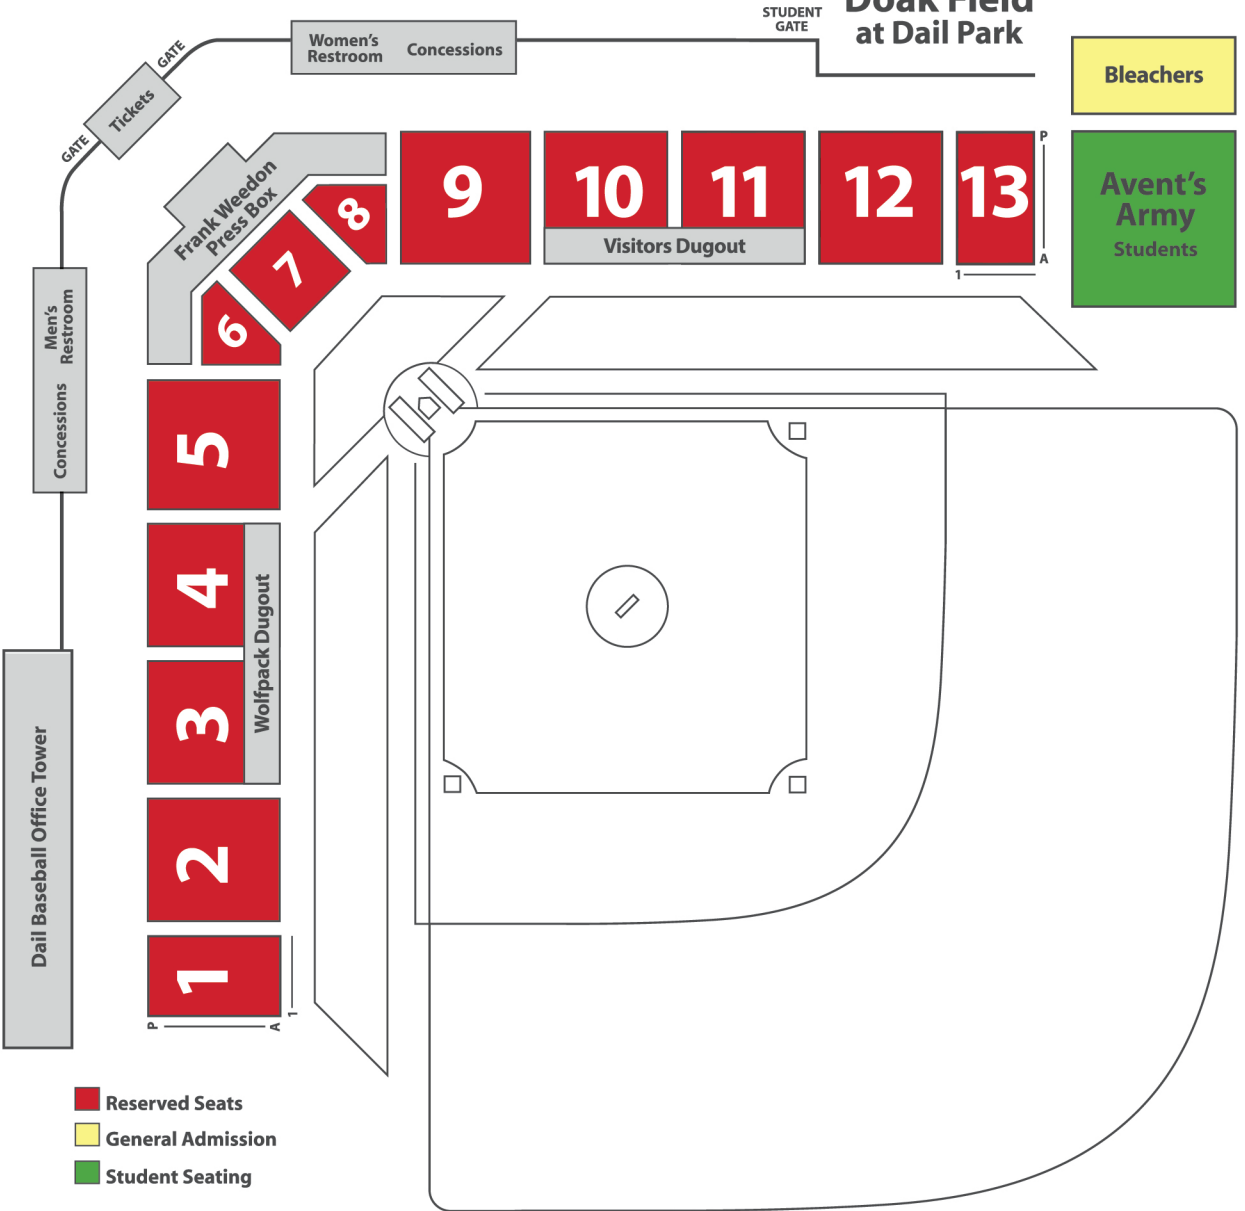 Doak Field
at Dail Park
STUDENT
GATE
Women's
Restroom
Concessions
GATE
Tickets
GATE
Bleachers
Avent's
Army
Students
Frank Weedon
Press Box
9
10
11
12
13
P
A
1
Visitors Dugout
8
7
6
Men's
Restroom
Concessions
5
4
3
Wolfpack Dugout
2
1
P
A
1
Dail Baseball Office Tower
Reserved Seats
General Admission
Student Seating